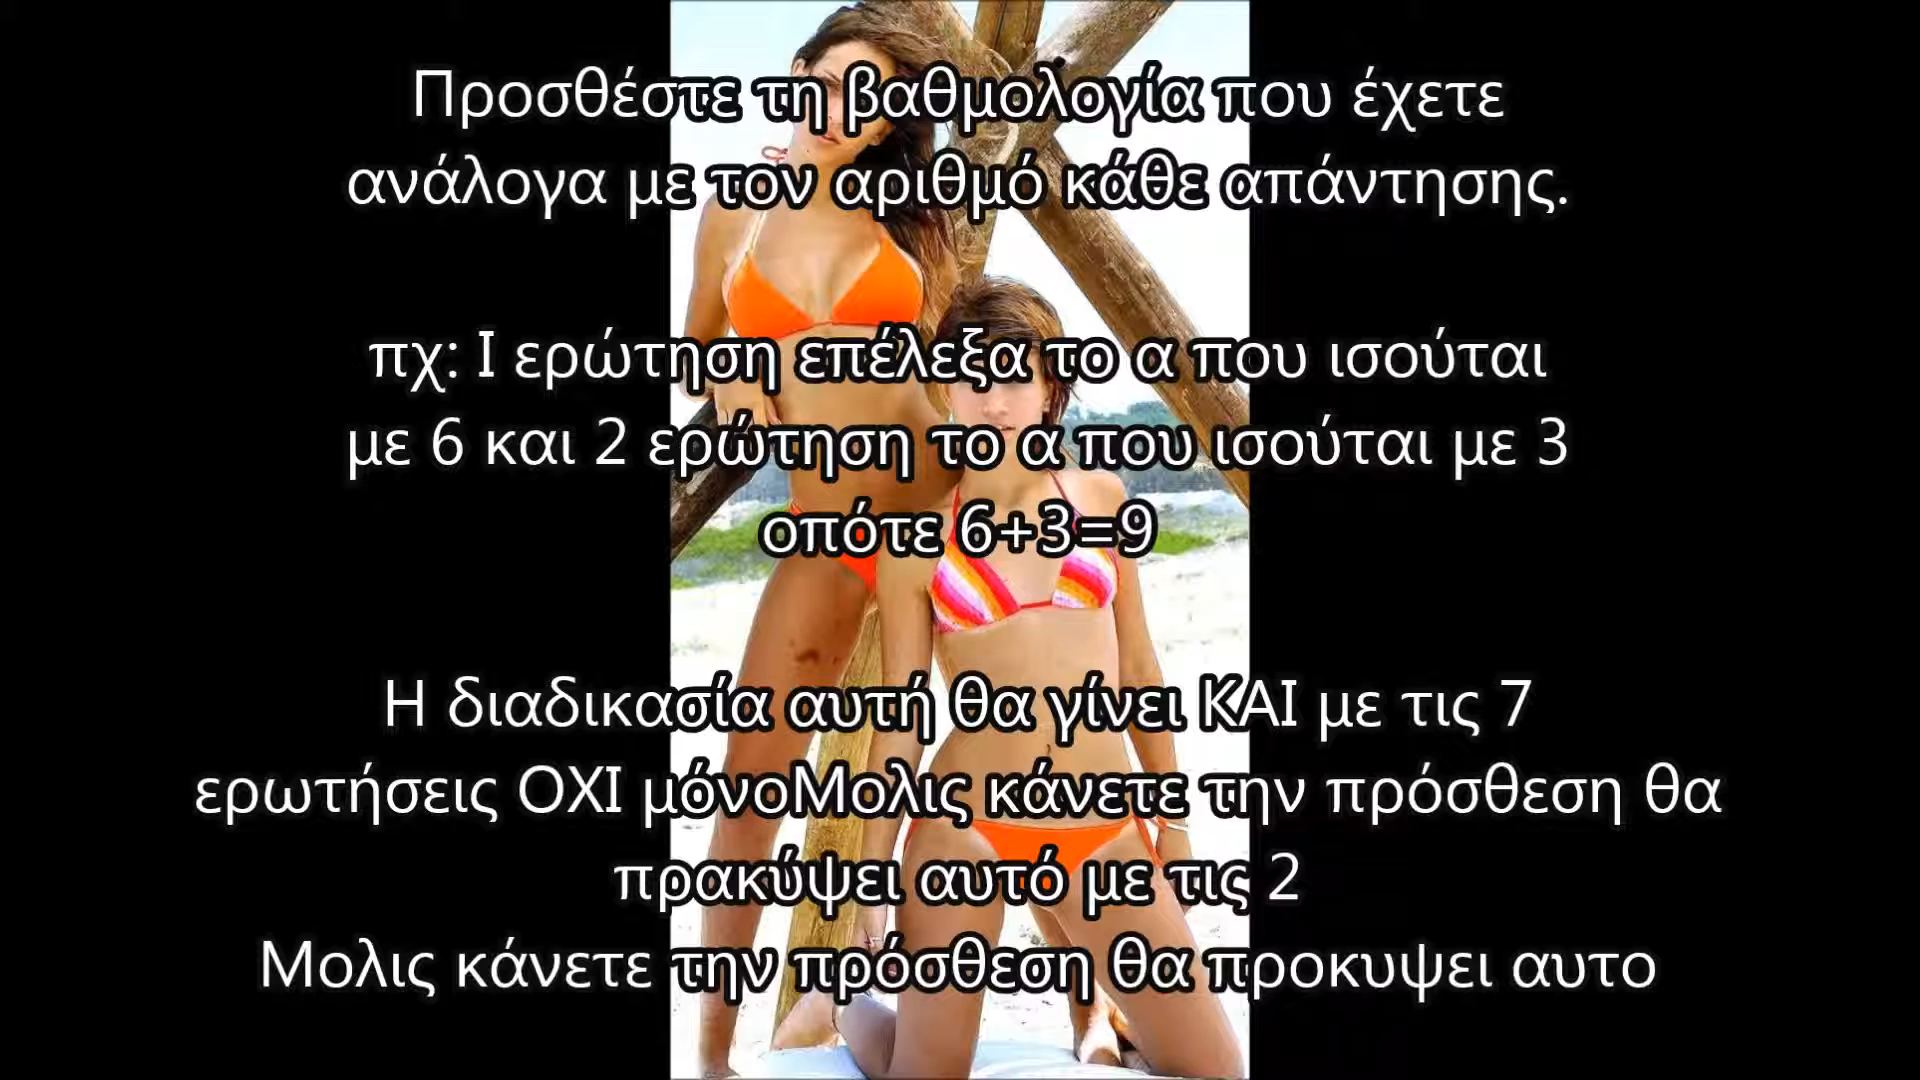 Προσθέστε τη βαθμολογία που έχετε
ανάλογα με τον αριθμό κάθε απάντησης.
πχ: Ι ερώτηση επέλεξα το α που ισούται
με 6 και 2 ερώτηση το α που ισούται με 3
οπότε 6+3=9
Η διαδικασία αυτή θα γίνει ΚΑΙ με τις 7
ερωτήσεις ΟΧΙ μόνοΜολις κάνετε την πρόσθεση θα
πρακύψει αυτό με τις 2
Μολις κάνετε την πρόσθεση θα προκυψει αυτο